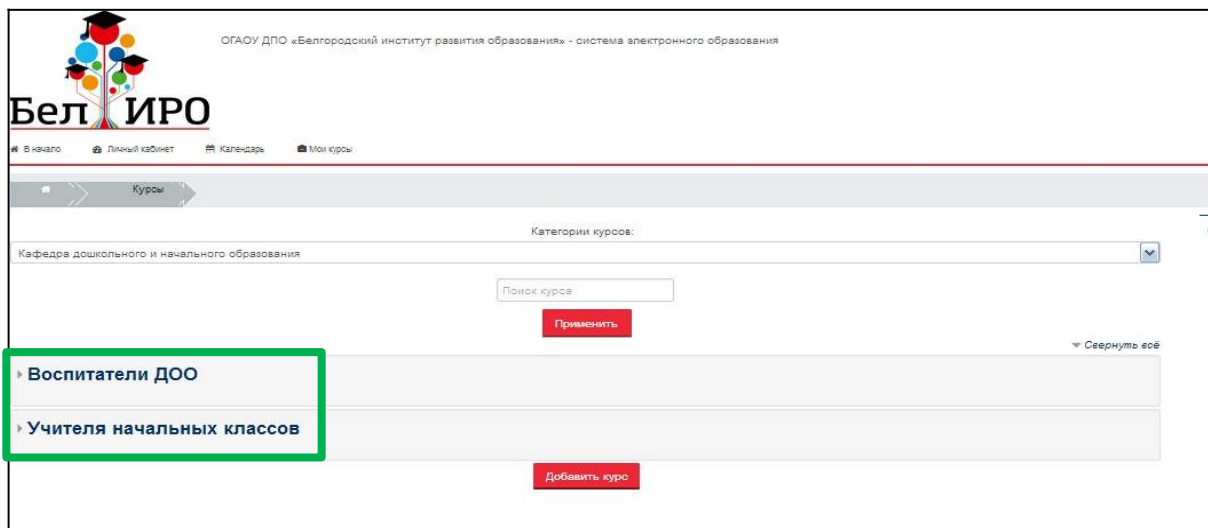 ОГАОУ ДПО «Белгородский институт развития образования» - система электронного образования
Бел ИРО
В начало Личный кабинет Календарь Мои курсы
Курсы
Категории курсов:
Кафедра дошкольного и начального образования
Поиск курса
Применить
Свернуть всё
Воспитатели ДОО
Учителя начальных классов
Добавить курс